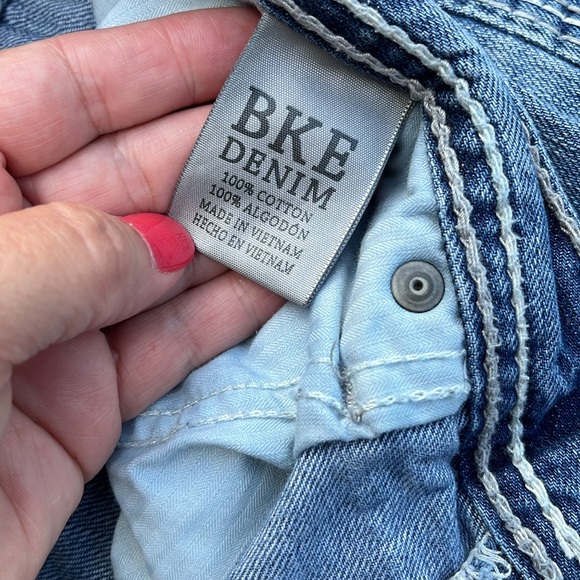 BKE
DENIM
100% COTTON
100% ALGODÓN
MADE IN VIETNAM
HECHO EN VIETNAM